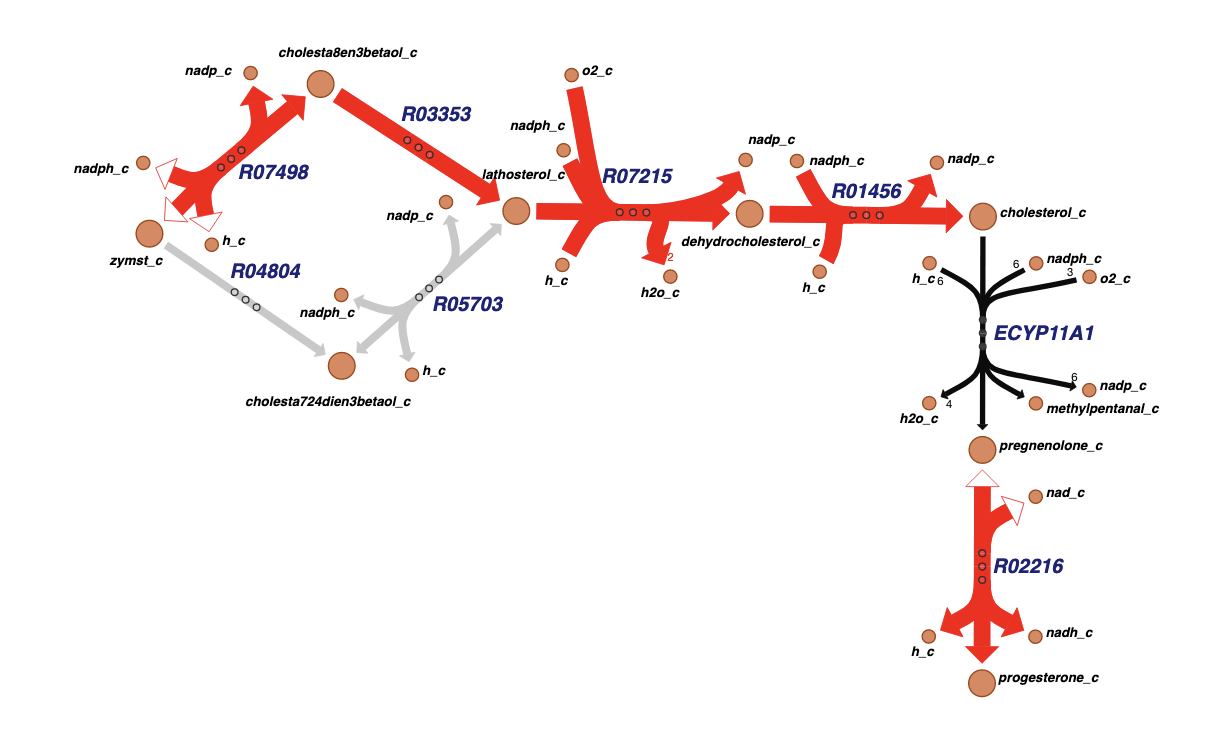 cholesta8en3betaol_c
nadp_c
o2_c
R03353
nadph_c
nadp_c
nadph_c
nadp_c
nadph_c
R07498
lathosterol_c
R07215
R01456
nadp_c
cholesterol_c
h_c
dehydrocholesterol_c
zymst_c
R04804
2
h_c
h2o_c
h_c
h_c
6
6
nadph_c
3
o2_c
nadph_c
R05703
ECYP11A1
h_c
cholesta724dien3betaol_c
6
nadp_c
h2o_c
4
methylpentanal_c
pregnenolone_c
nad_c
R02216
h_c
nadh_c
progesterone_c